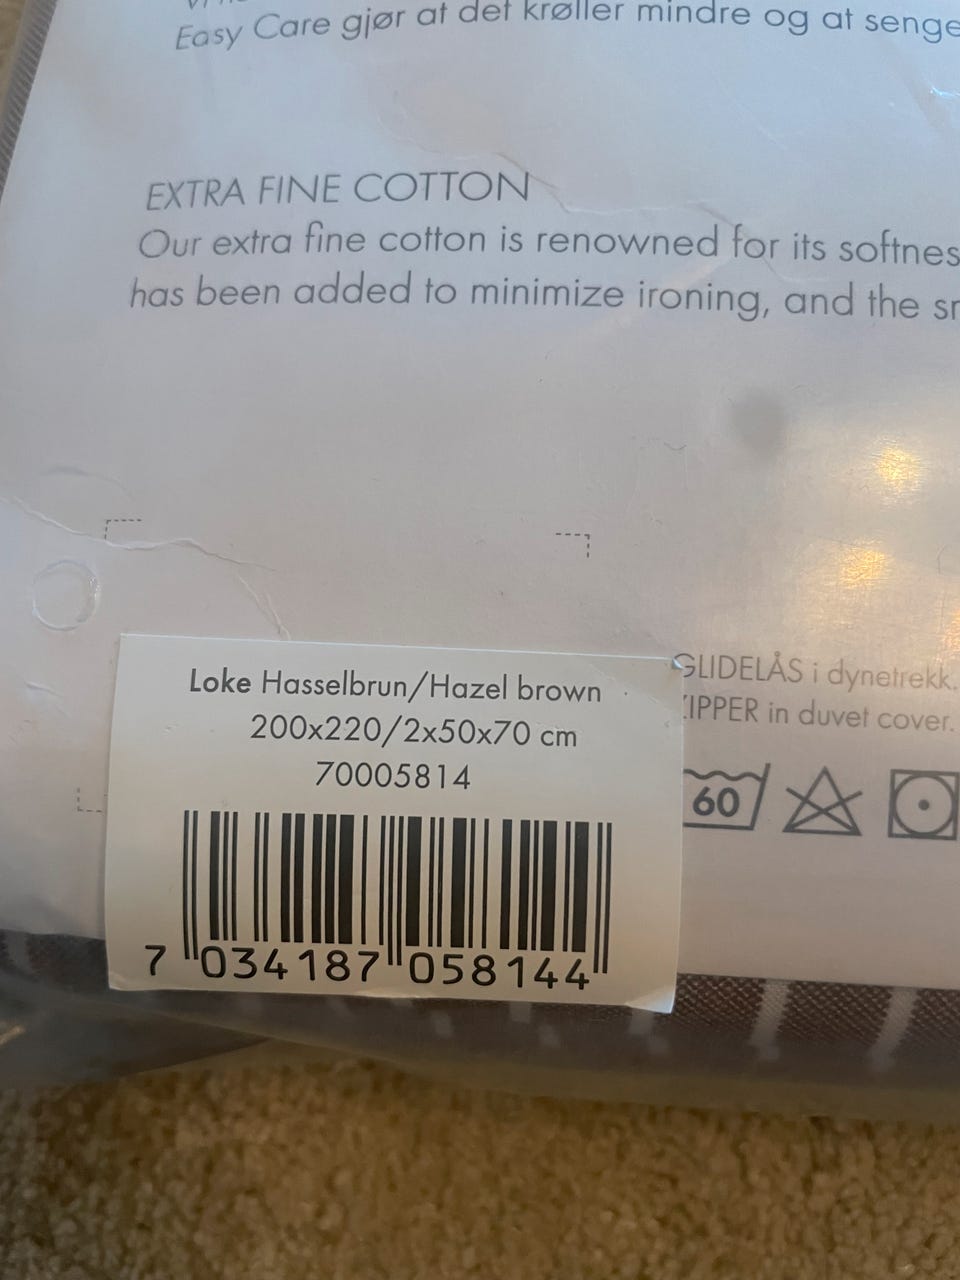 Easy Care gjør at det krøller mindre og at senge
EXTRA FINE COTTON
Our extra fine cotton is renowned for its softnes
has been added to minimize ironing, and the sr
Loke Hasselbrun/Hazel brown
200x220/2x50x70 cm
70005814
GLIDELÅS i dynetrekk.
ZIPPER in duvet cover.
60
7 034187 058144